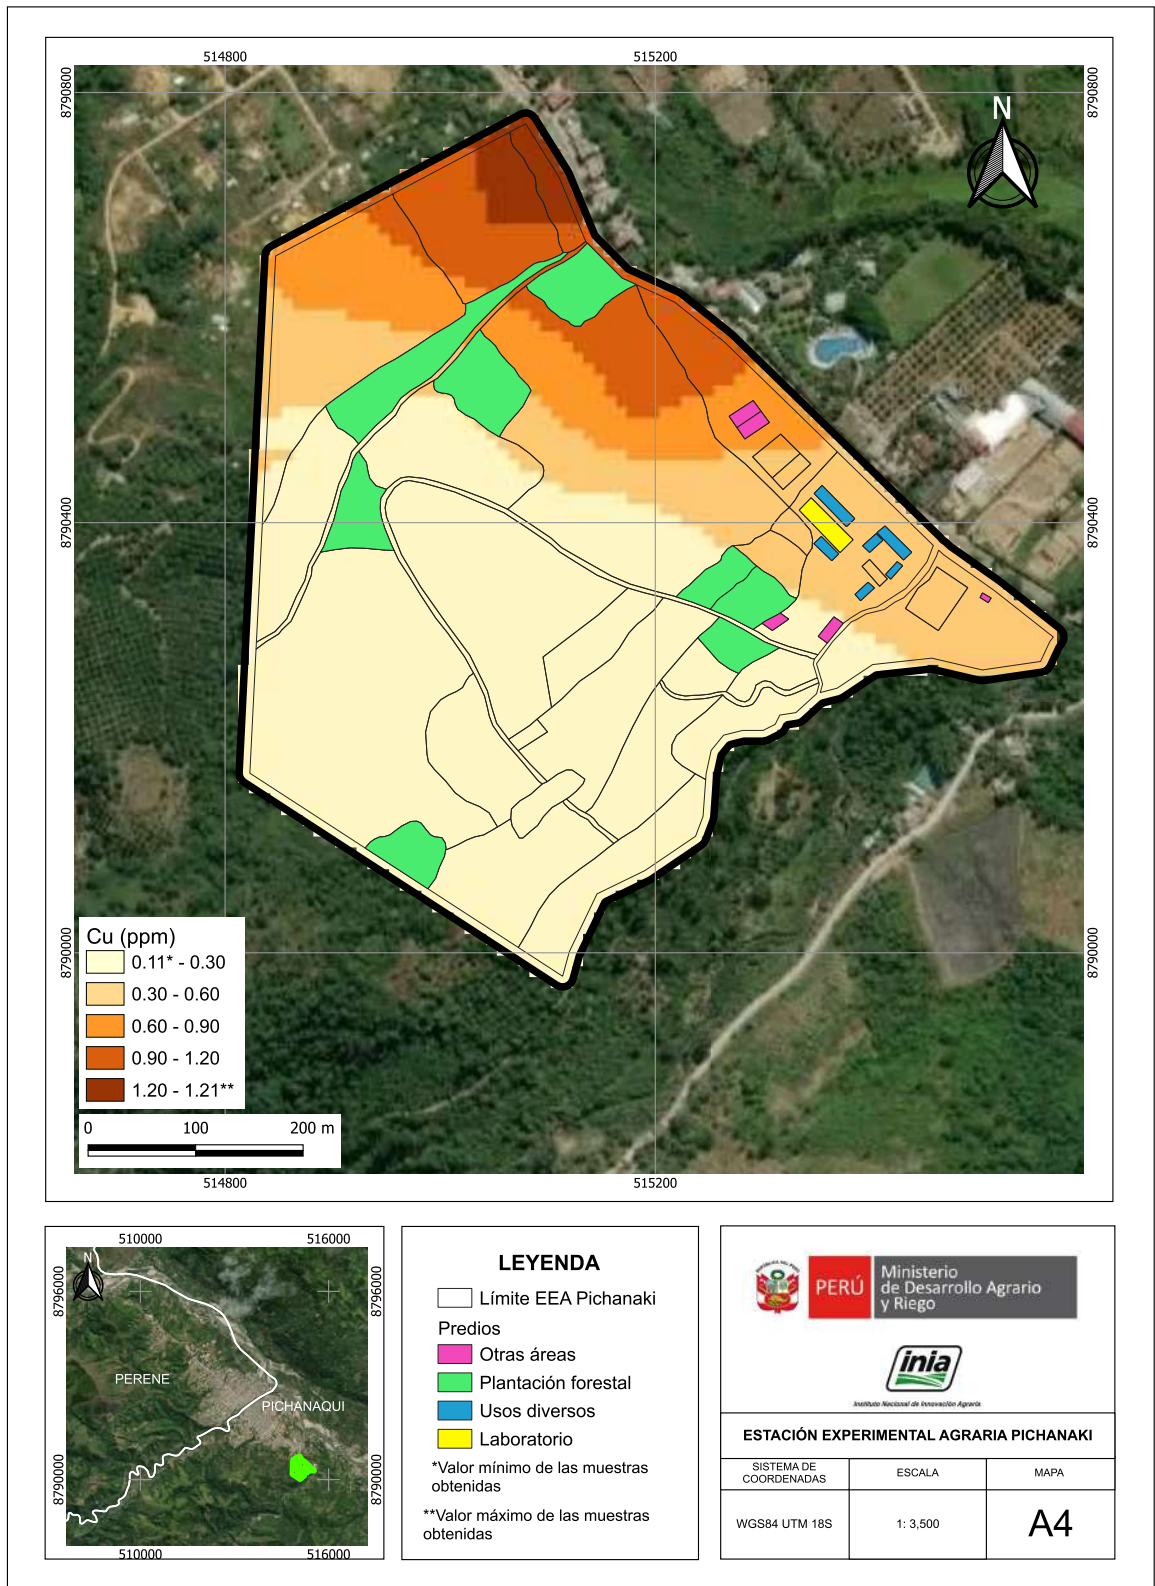 514800
515200
8790800
8790800
N
8790400
8790400
8790000
8790000
Cu (ppm)
0.11* - 0.30
0.30 - 0.60
0.60 - 0.90
0.90 - 1.20
1.20 - 1.21**
0
100
200 m
514800
515200
510000
516000
N
8796000
8796000
PERENE
PICHANAQUI
8790000
8790000
510000
516000
LEYENDA
Límite EEA Pichanaki
Predios
Otras áreas
Plantación forestal
Usos diversos
Laboratorio
*Valor mínimo de las muestras
obtenidas
**Valor máximo de las muestras
obtenidas
REPÚBLICA DEL PERÚ
PERÚ
Ministerio
de Desarrollo Agrario
y Riego
inia
Instituto Nacional de Innovación Agraria
ESTACIÓN EXPERIMENTAL AGRARIA PICHANAKI
SISTEMA DE
COORDENADAS
ESCALA
MAPA
WGS84 UTM 18S
1: 3,500
A4